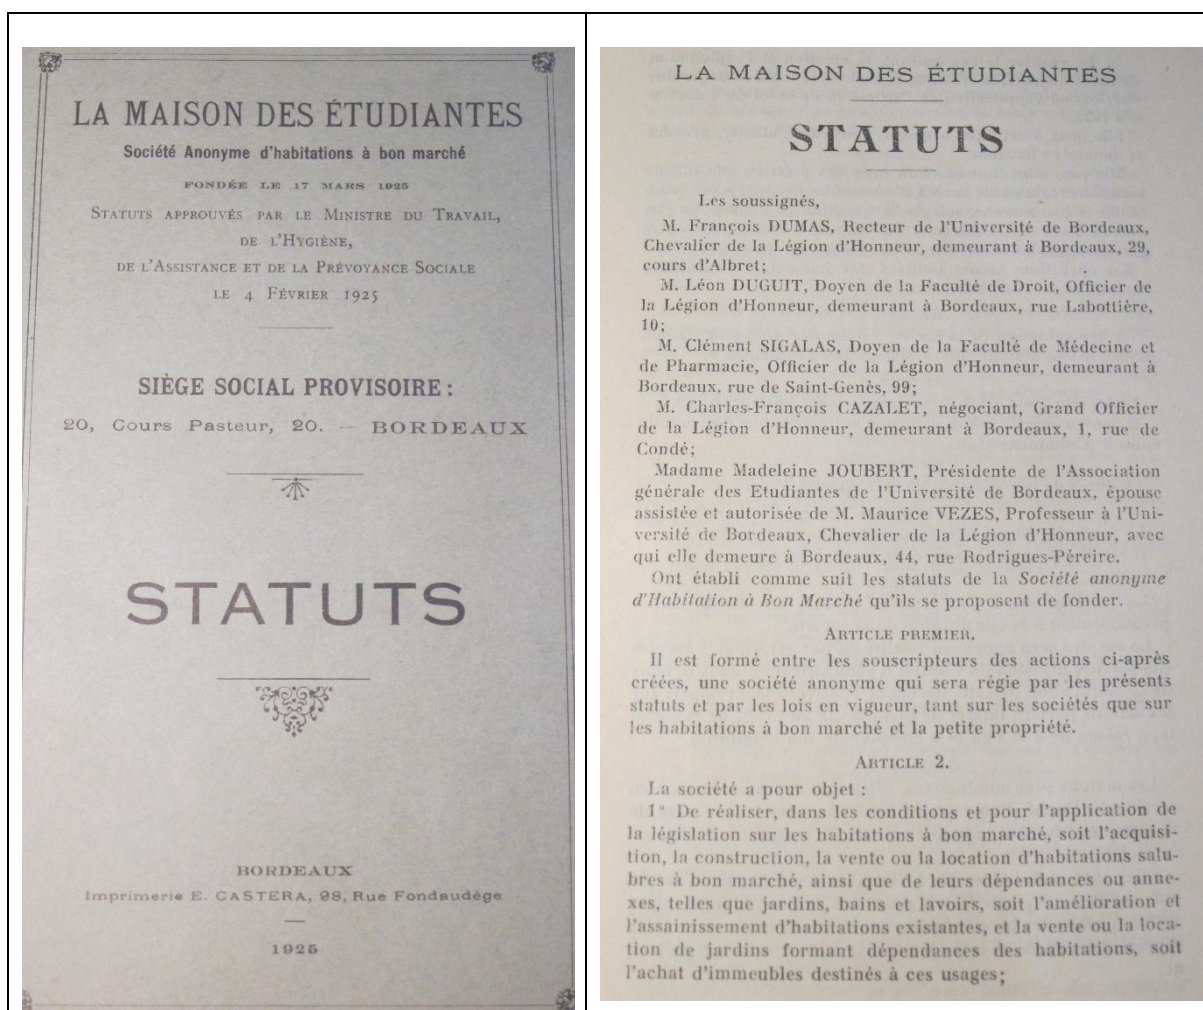 LA MAISON DES ÉTUDIANTES
Société Anonyme d'habitations à bon marché
FONDÉE LE 17 MARS 1925
STATUTS APPROUVÉS PAR LE MINISTRE DU TRAVAIL,
DE L'HYGIÈNE,
DE L'ASSISTANCE ET DE LA PRÉVOYANCE SOCIALE
LE 4 FÉVRIER 1925
SIÈGE SOCIAL PROVISOIRE :
20, Cours Pasteur, 20. — BORDEAUX
STATUTS
BORDEAUX
Imprimerie E. CASTERA, 98, Rue Fondaudège
1925
LA MAISON DES ÉTUDIANTES
STATUTS
Les soussignés,
M. François DUMAS, Recteur de l'Université de Bordeaux,
Chevalier de la Légion d'Honneur, demeurant à Bordeaux, 29,
cours d'Albret;
M. Léon DUGUIT, Doyen de la Faculté de Droit, Officier de
la Légion d'Honneur, demeurant à Bordeaux, rue Labottière,
10;
M. Clément SIGALAS, Doyen de la Faculté de Médecine et
de Pharmacie, Officier de la Légion d'Honneur, demeurant à
Bordeaux, rue de Saint-Genès, 99;
M. Charles-François CAZALET, négociant, Grand Officier
de la Légion d'Honneur, demeurant à Bordeaux, 1, rue de
Condé;
Madame Madeleine JOUBERT, Présidente de l'Association
générale des Etudiantes de l'Université de Bordeaux, épouse
assistée et autorisée de M. Maurice VEZES, Professeur à l'Uni-
versité de Bordeaux, Chevalier de la Légion d'Honneur, avec
qui elle demeure à Bordeaux, 44, rue Rodrigues-Péreire.
Ont établi comme suit les statuts de la Société anonyme
d'Habitation à Bon Marché qu'ils se proposent de fonder.
ARTICLE PREMIER.
Il est formé entre les souscripteurs des actions ci-après
créées, une société anonyme qui sera régie par les présents
statuts et par les lois en vigueur, tant sur les sociétés que sur
les habitations à bon marché et la petite propriété.
ARTICLE 2.
La société a pour objet :
1° De réaliser, dans les conditions et pour l'application de
la législation sur les habitations à bon marché, soit l'acquisi-
tion, la construction, la vente ou la location d'habitations salu-
bres à bon marché, ainsi que de leurs dépendances ou anne-
xes, telles que jardins, bains et lavoirs, soit l'amélioration et
l'assainissement d'habitations existantes, et la vente ou la loca-
tion de jardins formant dépendances des habitations, soit
l'achat d'immeubles destinés à ces usages;